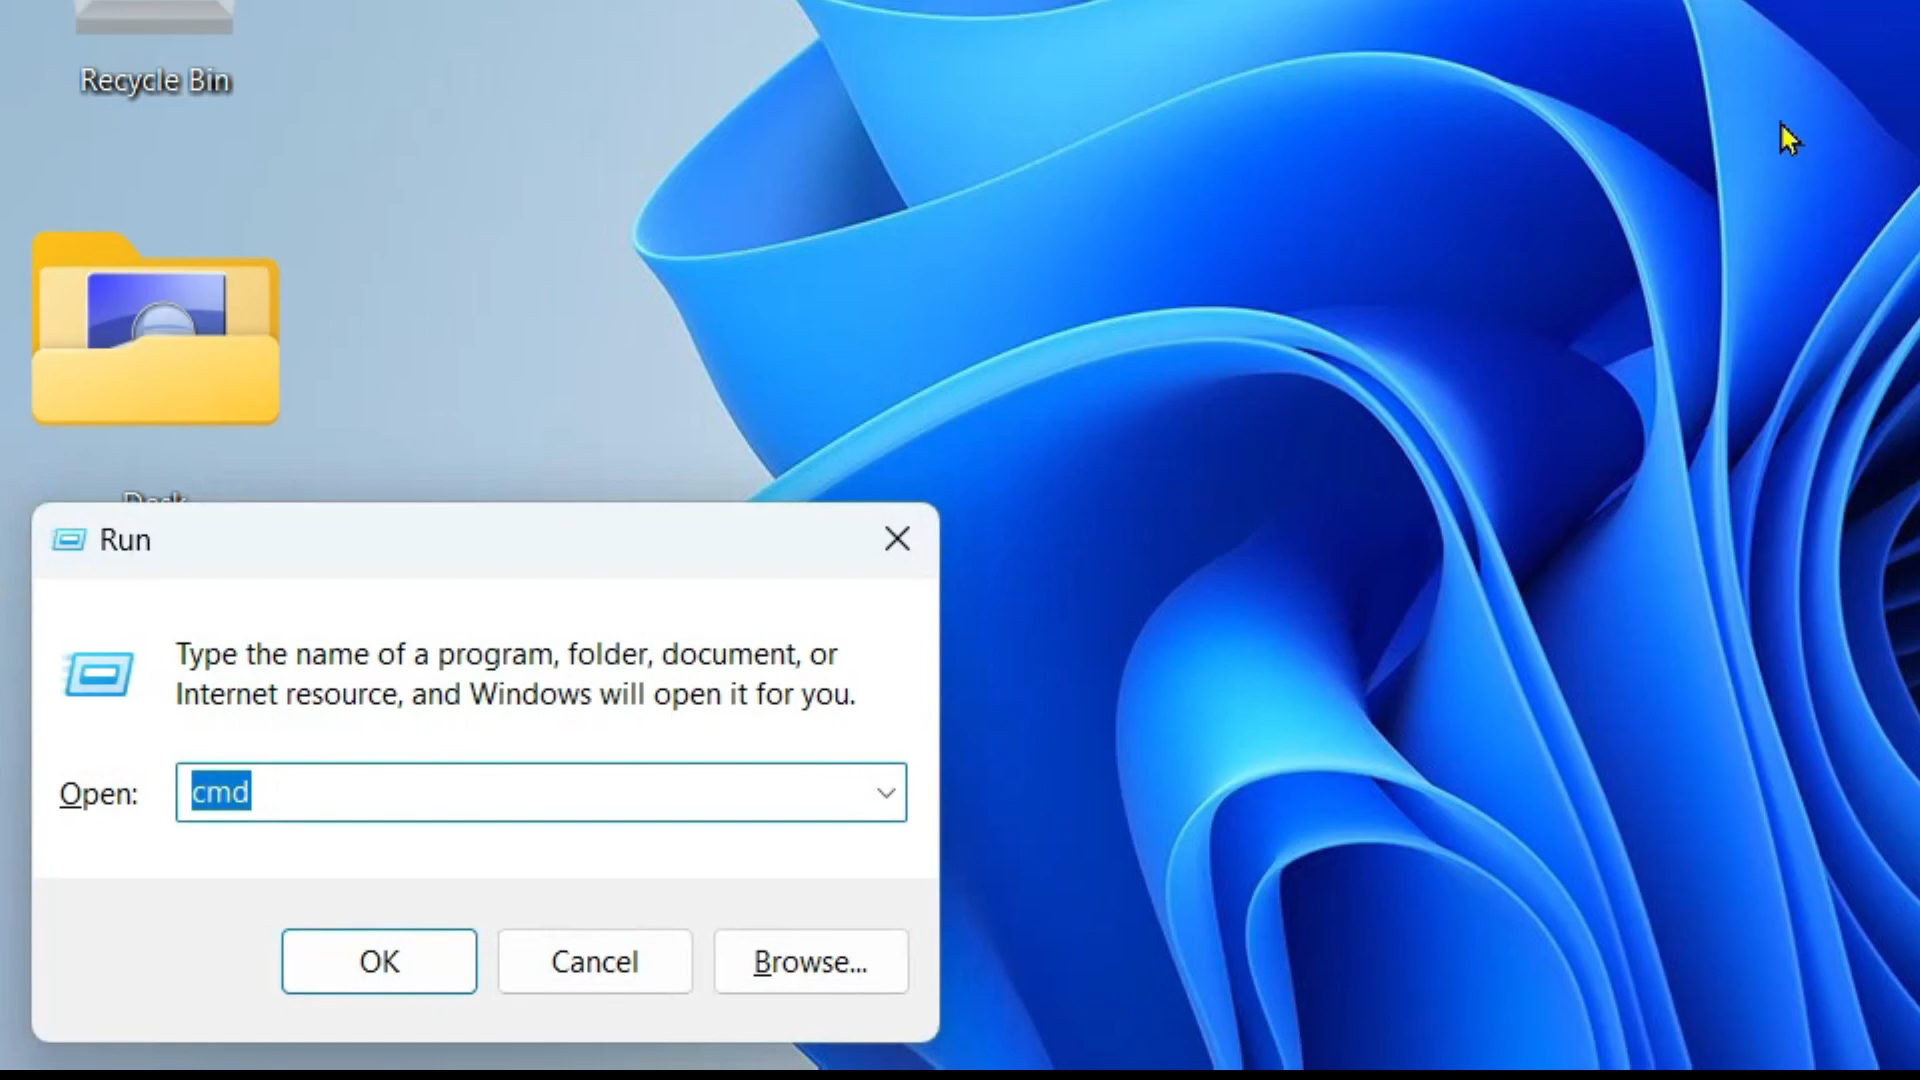 Recycle Bin
Desk
Run
Type the name of a program, folder, document, or
Internet resource, and Windows will open it for you.
Open:
cmd
OK
Cancel
Browse...